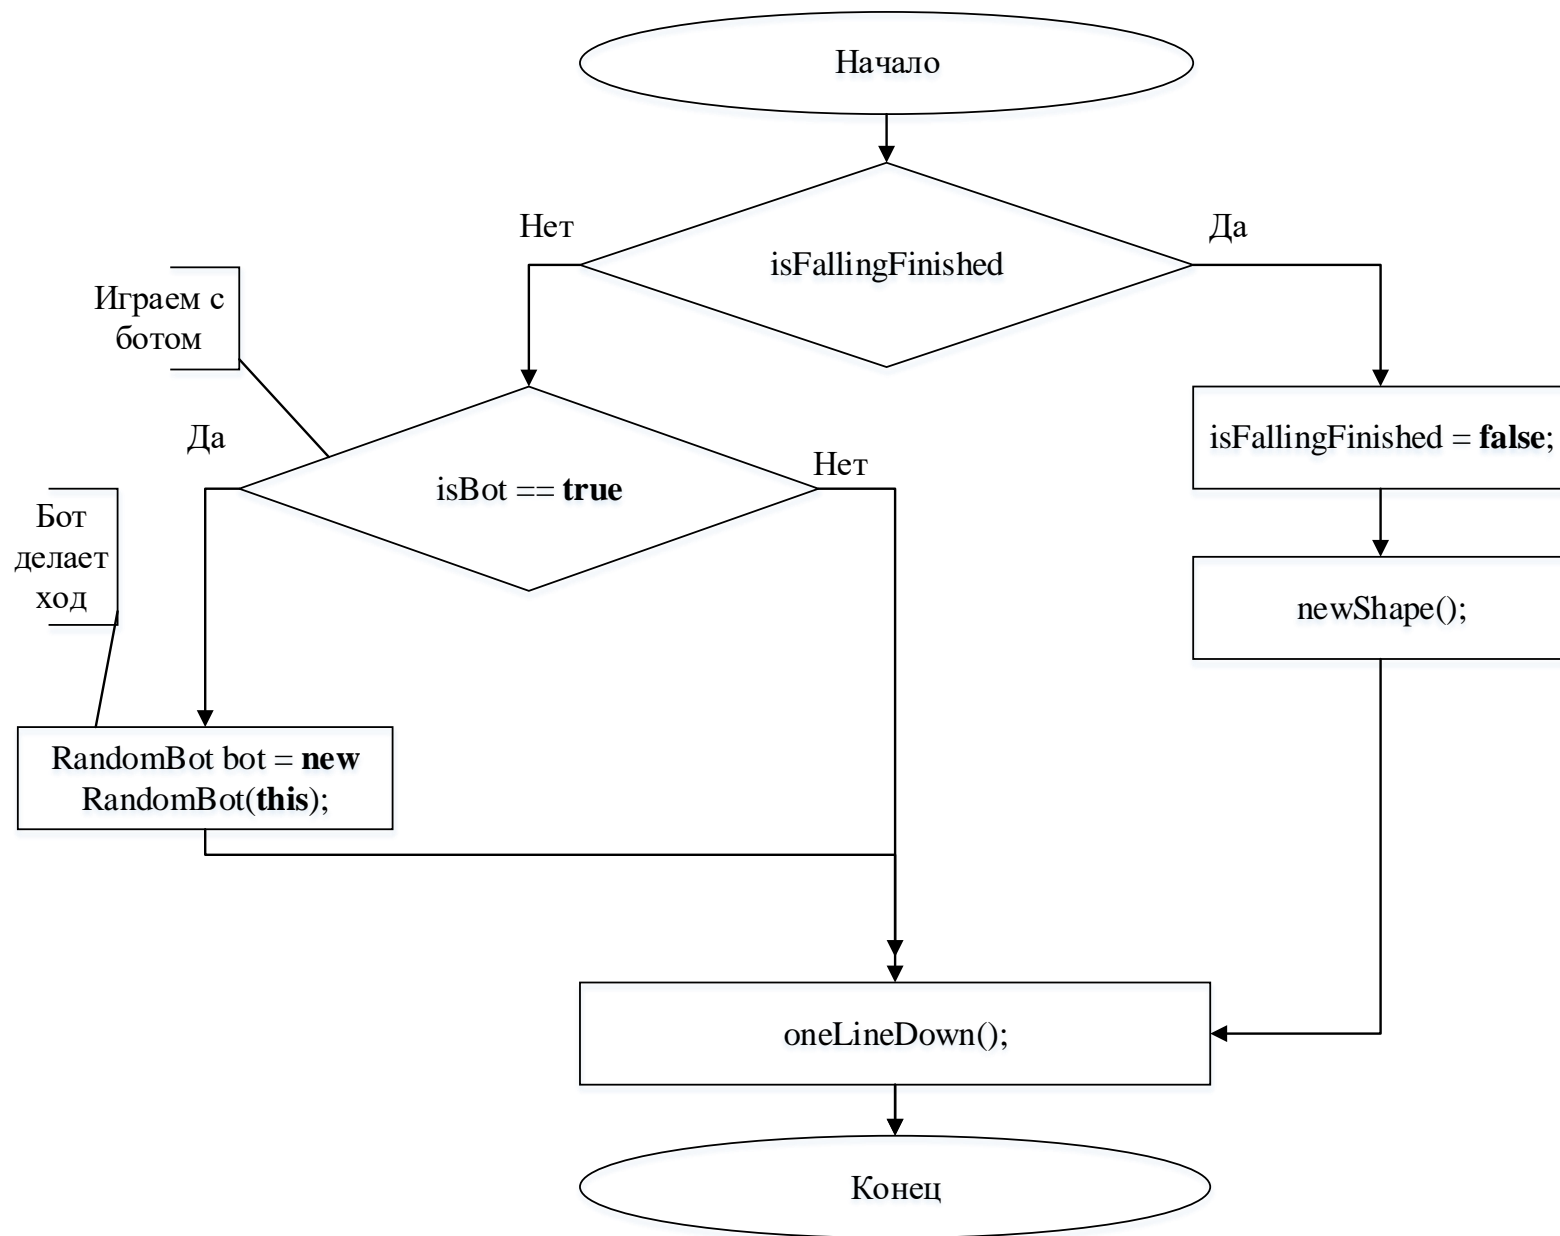 Начало
Нет
Да
isFallingFinished
Играем с
ботом
isFallingFinished = false;
Да
Нет
isBot == true
Бот
делает
ход
newShape();
RandomBot bot = new
RandomBot(this);
oneLineDown();
Конец